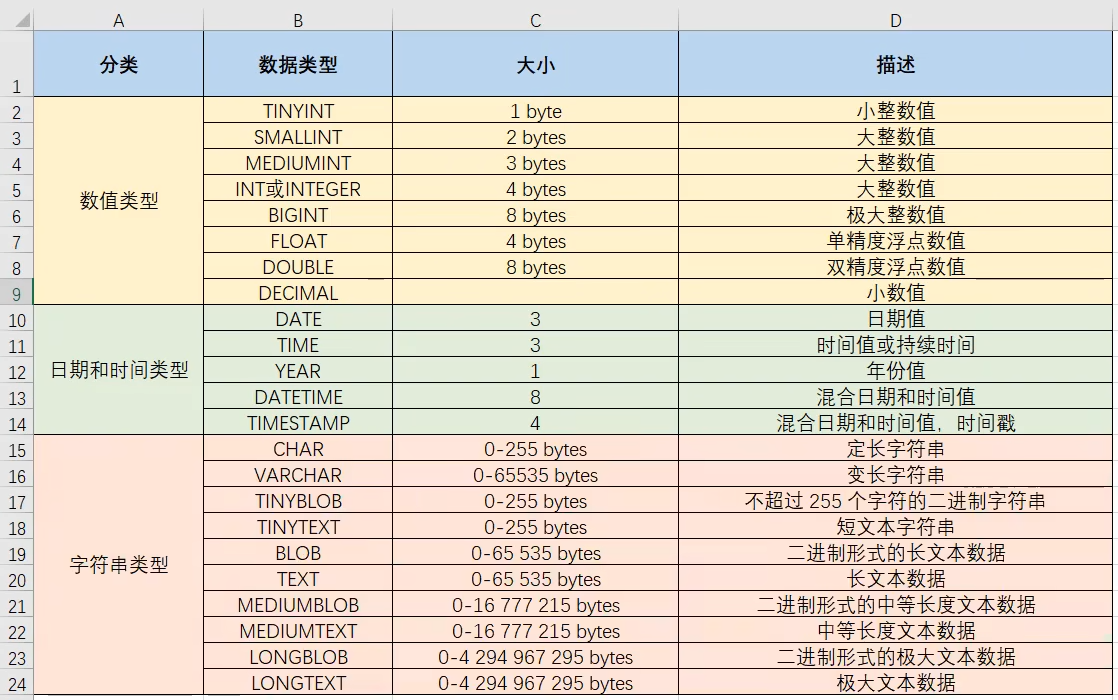 A B C D
1 分类 数据类型 大小 描述
2 TINYINT 1 byte 小整数值
3 SMALLINT 2 bytes 大整数值
4 MEDIUMINT 3 bytes 大整数值
5 数值类型 INT或INTEGER 4 bytes 大整数值
6 BIGINT 8 bytes 极大整数值
7 FLOAT 4 bytes 单精度浮点数值
8 DOUBLE 8 bytes 双精度浮点数值
9 DECIMAL 小数值
10 DATE 3 日期值
11 TIME 3 时间值或持续时间
12 日期和时间类型 YEAR 1 年份值
13 DATETIME 8 混合日期和时间值
14 TIMESTAMP 4 混合日期和时间值，时间戳
15 CHAR 0-255 bytes 定长字符串
16 VARCHAR 0-65535 bytes 变长字符串
17 TINYBLOB 0-255 bytes 不超过 255 个字符的二进制字符串
18 TINYTEXT 0-255 bytes 短文本字符串
19 字符串类型 BLOB 0-65 535 bytes 二进制形式的长文本数据
20 TEXT 0-65 535 bytes 长文本数据
21 MEDIUMBLOB 0-16 777 215 bytes 二进制形式的中等长度文本数据
22 MEDIUMTEXT 0-16 777 215 bytes 中等长度文本数据
23 LONGBLOB 0-4 294 967 295 bytes 二进制形式的极大文本数据
24 LONGTEXT 0-4 294 967 295 bytes 极大文本数据